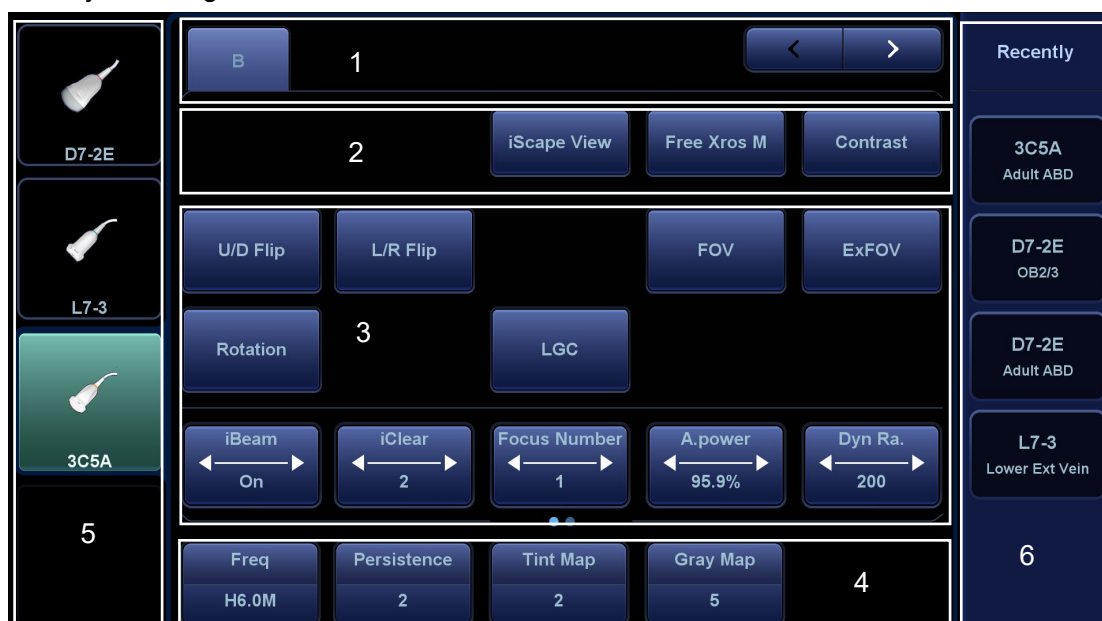 B
1
Recently
D7-2E
2
iScape View
Free Xros M
Contrast
3C5A
Adult ABD
U/D Flip
L/R Flip
FOV
ExFOV
D7-2E
OB2/3
L7-3
Rotation
3
LGC
D7-2E
Adult ABD
iBeam
On
iClear
2
Focus Number
1
A.power
95.9%
Dyn Ra.
200
L7-3
Lower Ext Vein
3C5A
5
6
Freq
H6.0M
Persistence
2
Tint Map
2
Gray Map
5
4